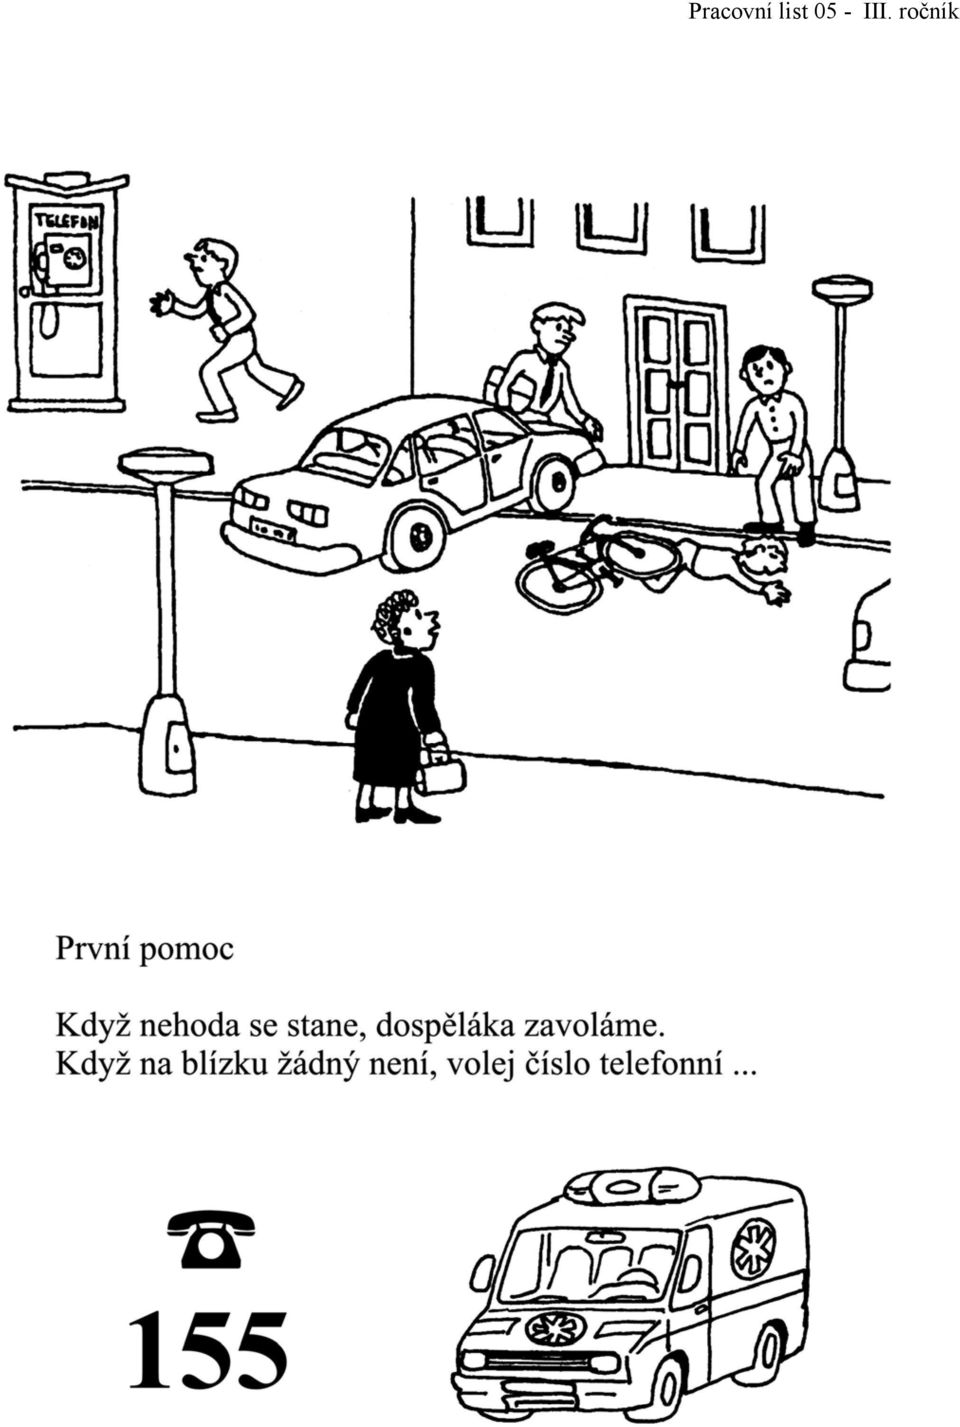 Pracovní list 05 - III. ročník
TELEFON
První pomoc
Když nehoda se stane, dospěláka zavoláme.
Když na blízku žádný není, volej číslo telefonní ...
155